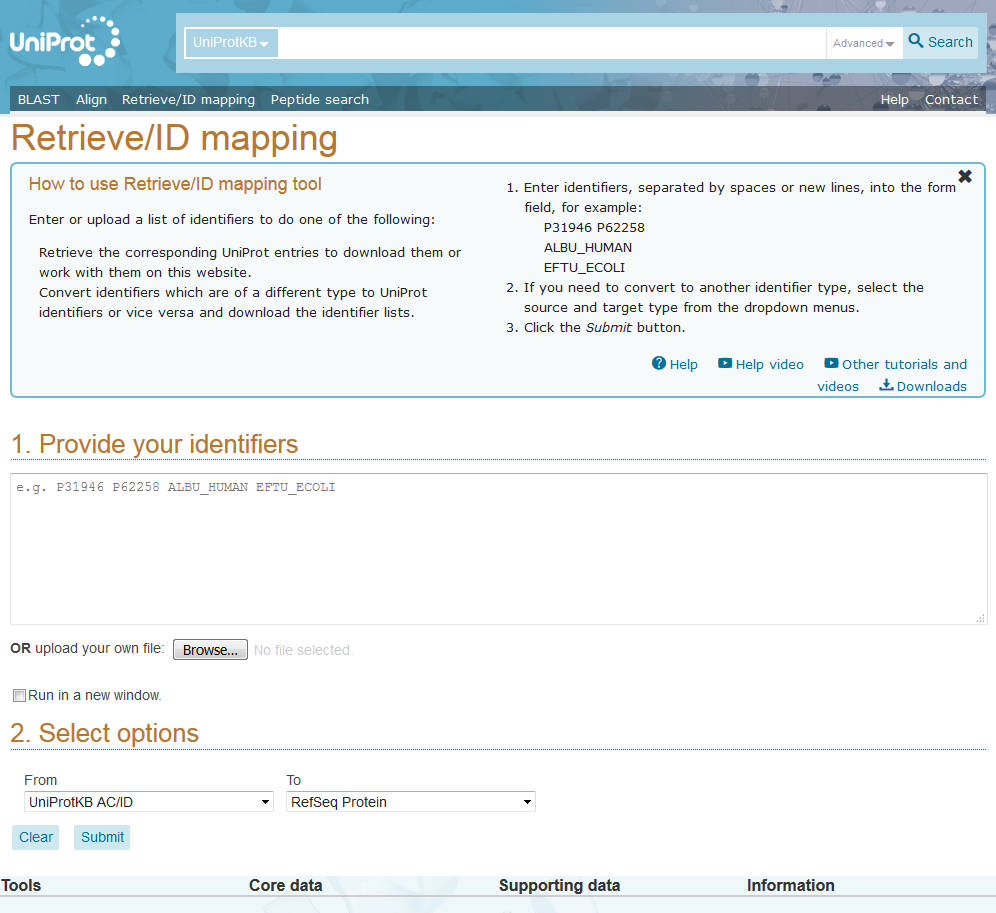 UniProt
UniProtKB
Advanced
Search
BLAST Align Retrieve/ID mapping Peptide search
Help Contact
Retrieve/ID mapping
How to use Retrieve/ID mapping tool
Enter or upload a list of identifiers to do one of the following:
Retrieve the corresponding UniProt entries to download them or
work with them on this website.
Convert identifiers which are of a different type to UniProt
identifiers or vice versa and download the identifier lists.
1. Enter identifiers, separated by spaces or new lines, into the form
field, for example:
P31946 P62258
ALBU_HUMAN
EFTU_ECOLI
2. If you need to convert to another identifier type, select the
source and target type from the dropdown menus.
3. Click the Submit button.
Help Help video Other tutorials and
videos Downloads
1. Provide your identifiers
e.g. P31946 P62258 ALBU_HUMAN EFTU_ECOLI
OR upload your own file: Browse... No file selected.
Run in a new window.
2. Select options
From To
UniProtKB AC/ID RefSeq Protein
Clear Submit
Tools Core data Supporting data Information